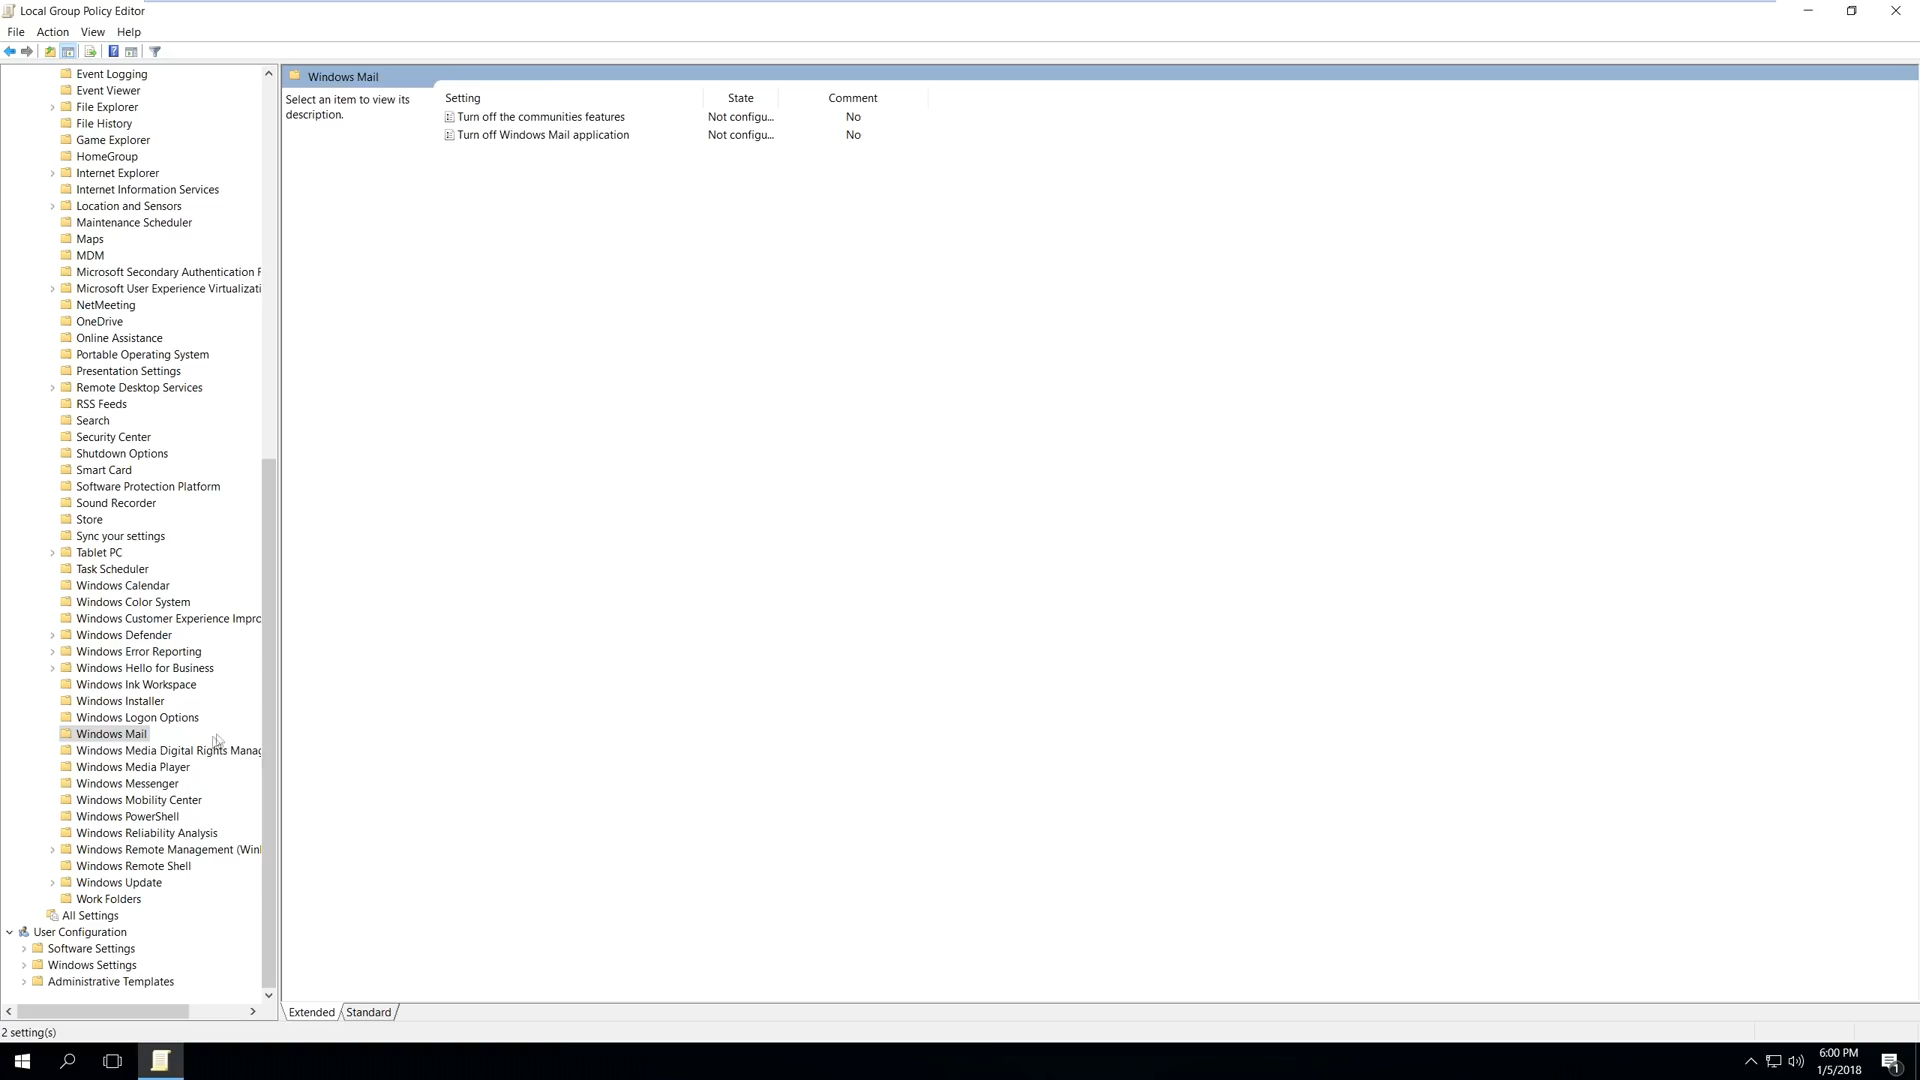 Local Group Policy Editor
File Action View Help
Event Logging
Event Viewer
File Explorer
File History
Game Explorer
HomeGroup
Internet Explorer
Internet Information Services
Location and Sensors
Maintenance Scheduler
Maps
MDM
Microsoft Secondary Authentication F
Microsoft User Experience Virtualizati
NetMeeting
OneDrive
Online Assistance
Portable Operating System
Presentation Settings
Remote Desktop Services
RSS Feeds
Search
Security Center
Shutdown Options
Smart Card
Software Protection Platform
Sound Recorder
Store
Sync your settings
Tablet PC
Task Scheduler
Windows Calendar
Windows Color System
Windows Customer Experience Impro
Windows Defender
Windows Error Reporting
Windows Hello for Business
Windows Ink Workspace
Windows Installer
Windows Logon Options
Windows Mail
Windows Media Digital Rights Manag
Windows Media Player
Windows Messenger
Windows Mobility Center
Windows PowerShell
Windows Reliability Analysis
Windows Remote Management (Winl
Windows Remote Shell
Windows Update
Work Folders
All Settings
User Configuration
Software Settings
Windows Settings
Administrative Templates
Windows Mail
Select an item to view its
description.
Setting State Comment
Turn off the communities features Not configu... No
Turn off Windows Mail application Not configu... No
Extended Standard
2 setting(s)
6:00 PM
1/5/2018
1